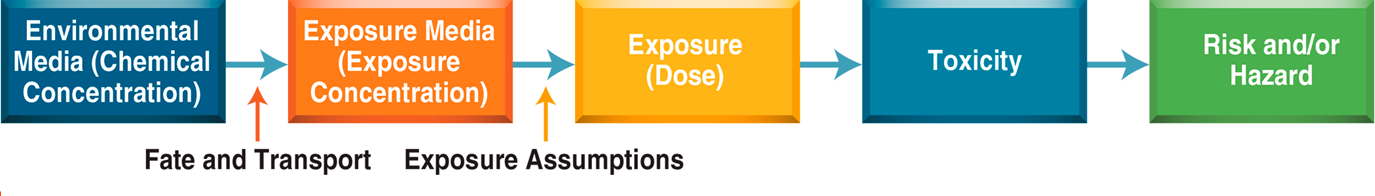 Environmental
Media (Chemical
Concentration)
Exposure Media
(Exposure
Concentration)
Exposure
(Dose)
Toxicity
Risk and/or
Hazard
Fate and Transport
Exposure Assumptions